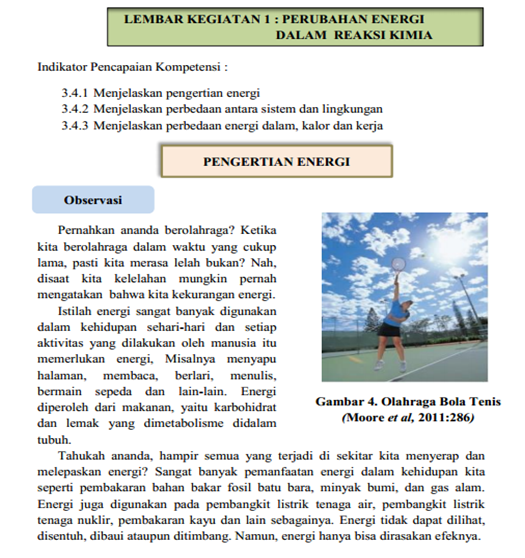 LEMBAR KEGIATAN 1 : PERUBAHAN ENERGI
DALAM REAKSI KIMIA
Indikator Pencapaian Kompetensi :
3.4.1 Menjelaskan pengertian energi
3.4.2 Menjelaskan perbedaan antara sistem dan lingkungan
3.4.3 Menjelaskan perbedaan energi dalam, kalor dan kerja
PENGERTIAN ENERGI
Observasi
Pernahkan ananda berolahraga? Ketika
kita berolahraga dalam waktu yang cukup
lama, pasti kita merasa lelah bukan? Nah,
disaat kita kelelahan mungkin pernah
mengatakan bahwa kita kekurangan energi.
Istilah energi sangat banyak digunakan
dalam kehidupan sehari-hari dan setiap
aktivitas yang dilakukan oleh manusia itu
memerlukan energi, Misalnya menyapu
halaman, membaca, berlari, menulis,
bermain sepeda dan lain-lain. Energi
diperoleh dari makanan, yaitu karbohidrat
dan lemak yang dimetabolisme didalam
tubuh.
Gambar 4. Olahraga Bola Tenis
(Moore et al, 2011:286)
Tahukah ananda, hampir semua yang terjadi di sekitar kita menyerap dan
melepaskan energi? Sangat banyak pemanfaatan energi dalam kehidupan kita
seperti pembakaran bahan bakar fosil batu bara, minyak bumi, dan gas alam.
Energi juga digunakan pada pembangkit listrik tenaga air, pembangkit listrik
tenaga nuklir, pembakaran kayu dan lain sebagainya. Energi tidak dapat dilihat,
disentuh, dibaui ataupun ditimbang. Namun, energi hanya bisa dirasakan efeknya.